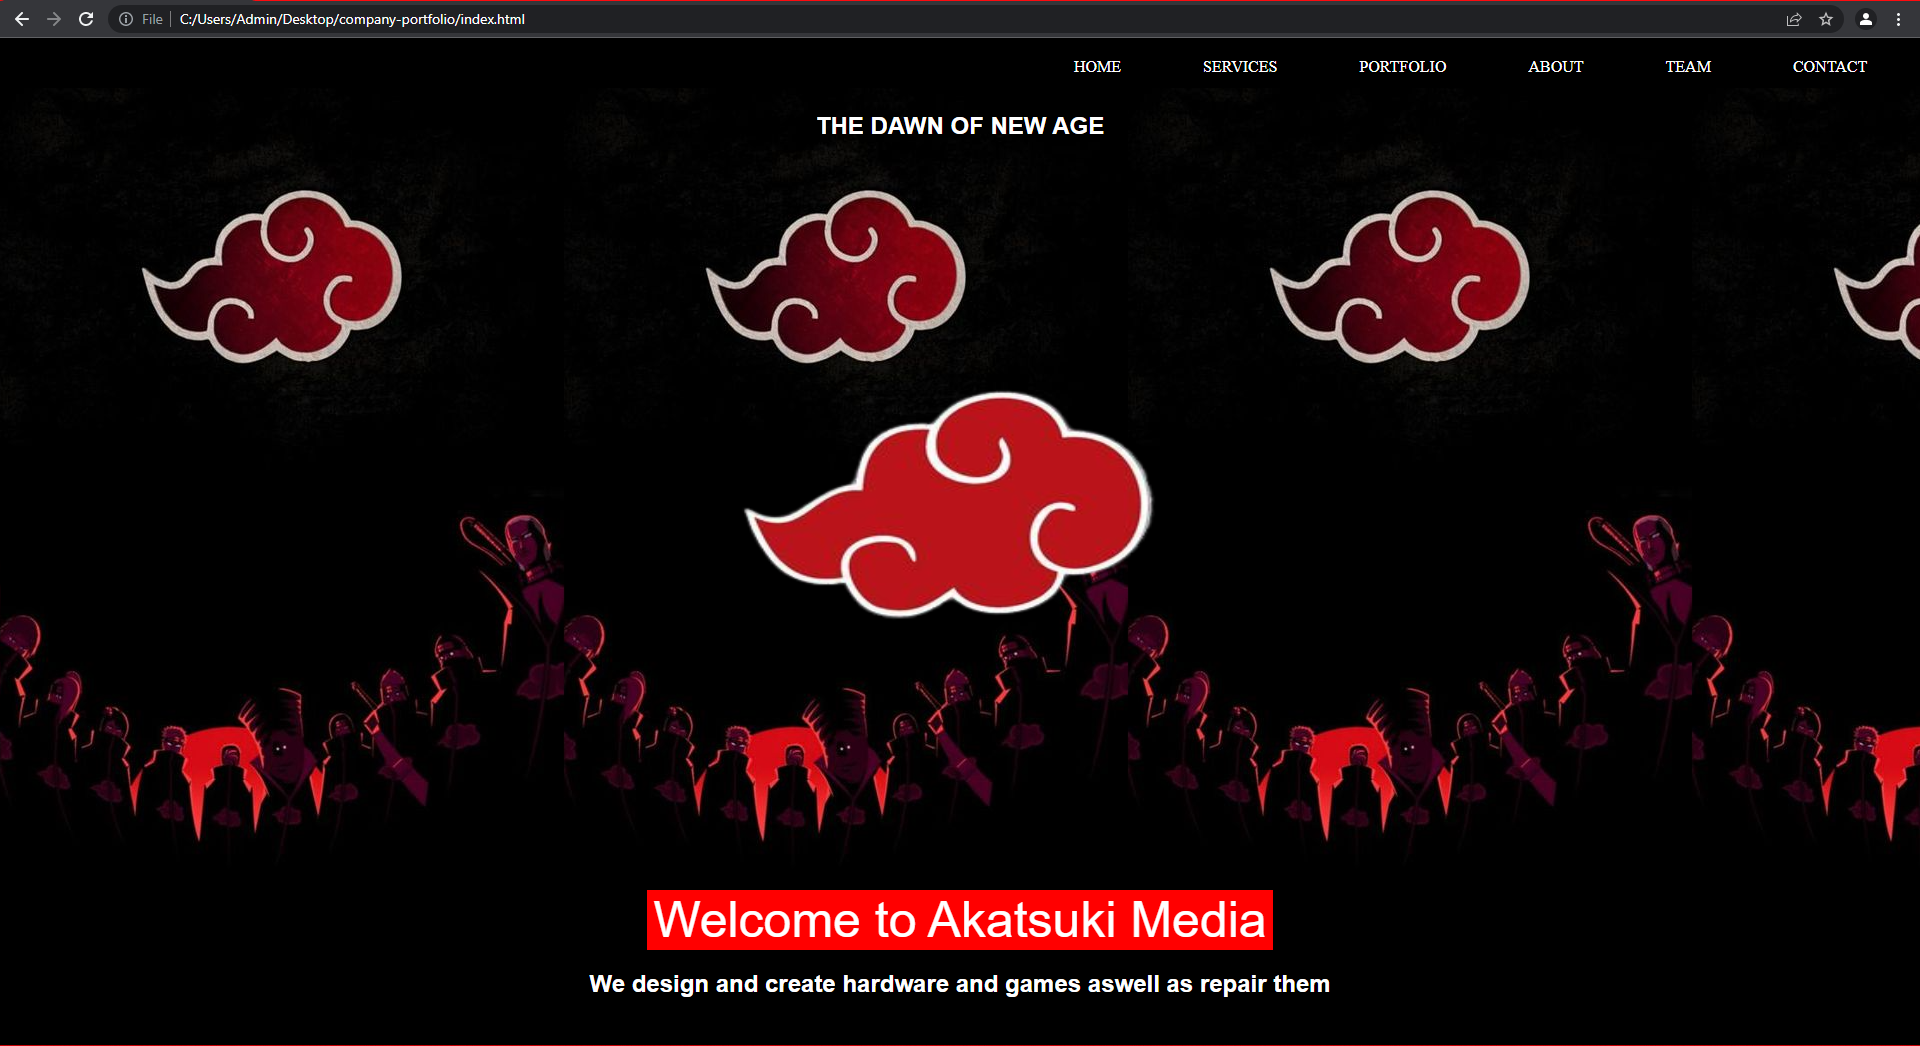 File C:/Users/Admin/Desktop/company-portfolio/index.html
HOME SERVICES PORTFOLIO ABOUT TEAM CONTACT
THE DAWN OF NEW AGE
Welcome to Akatsuki Media
We design and create hardware and games aswell as repair them